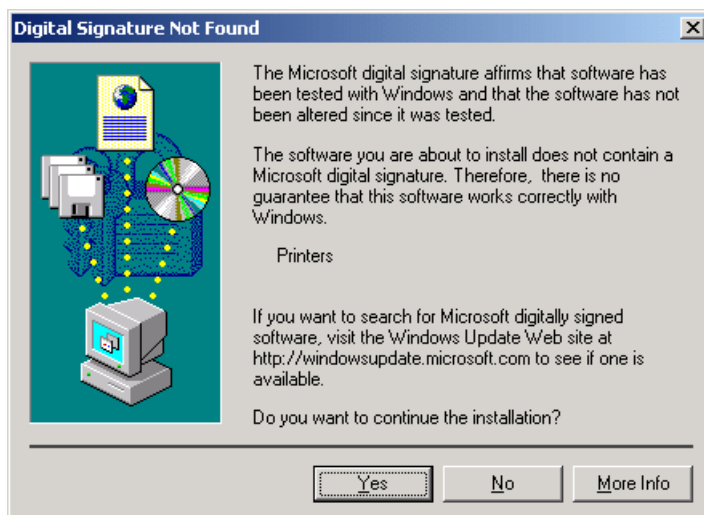 Digital Signature Not Found
The Microsoft digital signature affirms that software has
been tested with Windows and that the software has not
been altered since it was tested.
The software you are about to install does not contain a
Microsoft digital signature. Therefore, there is no
guarantee that this software works correctly with
Windows.
Printers
If you want to search for Microsoft digitally signed
software, visit the Windows Update Web site at
http://windowsupdate.microsoft.com to see if one is
available.
Do you want to continue the installation?
Yes No More Info